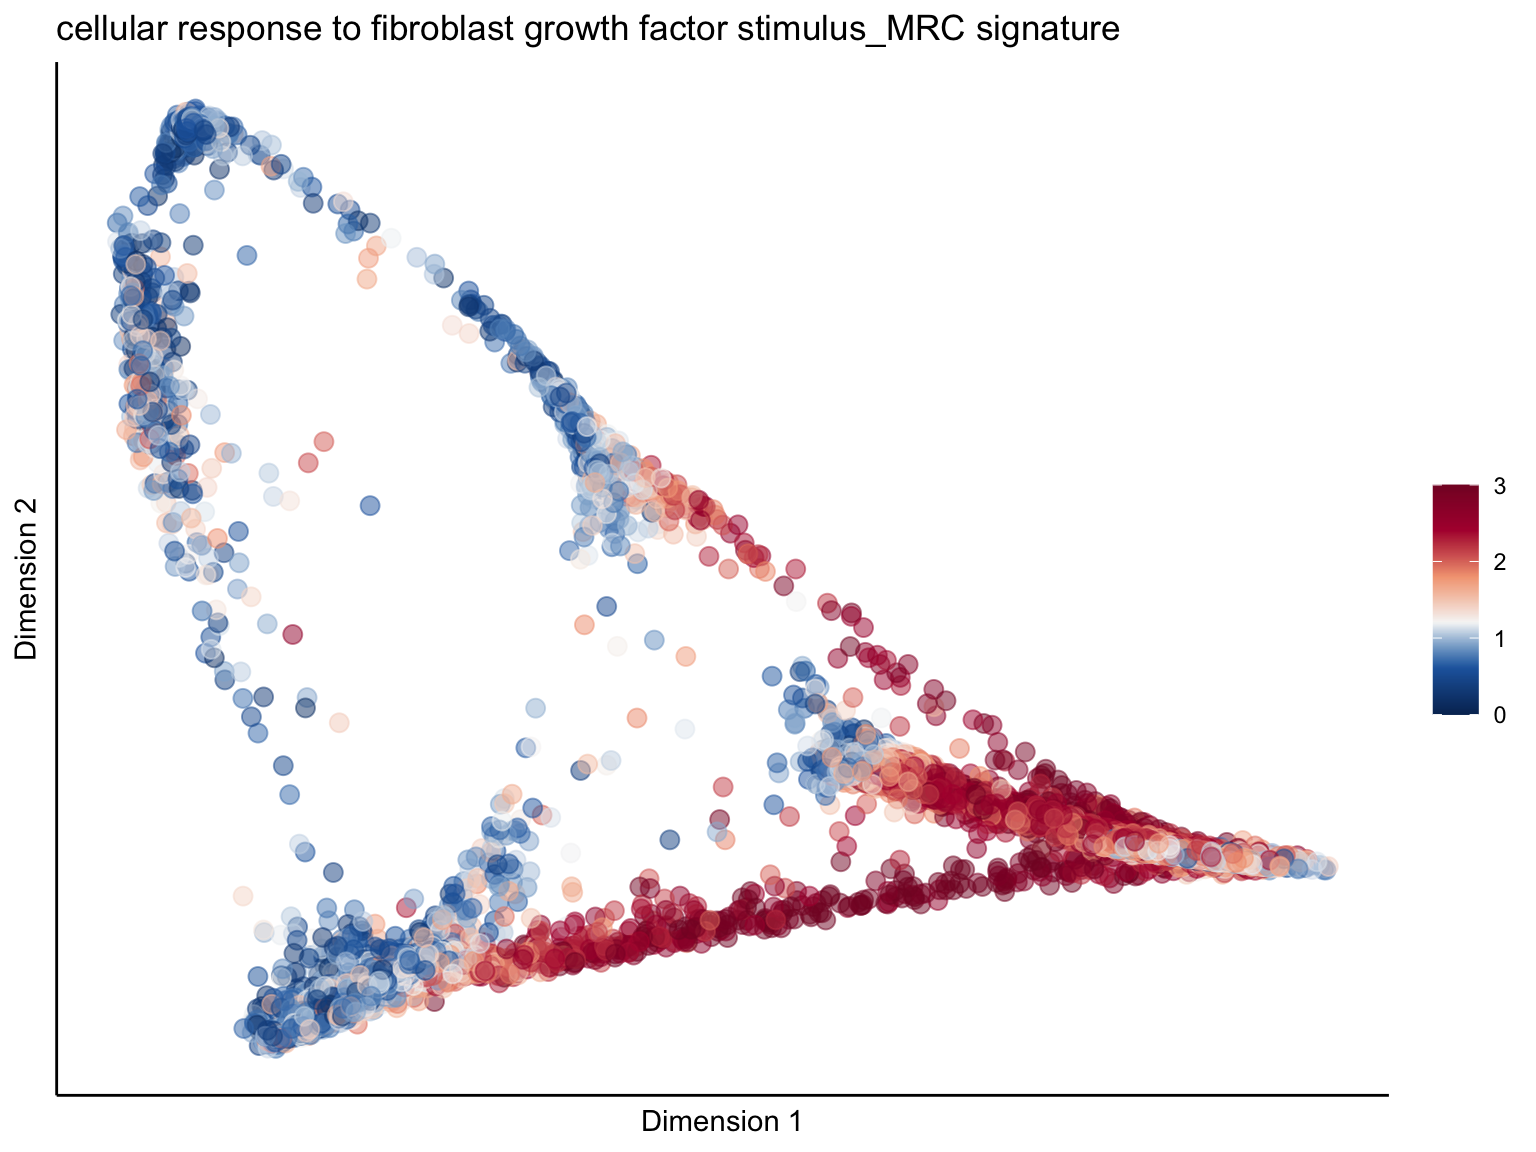 cellular response to fibroblast growth factor stimulus_MRC signature
Dimension 2
3
2
1
0
Dimension 1